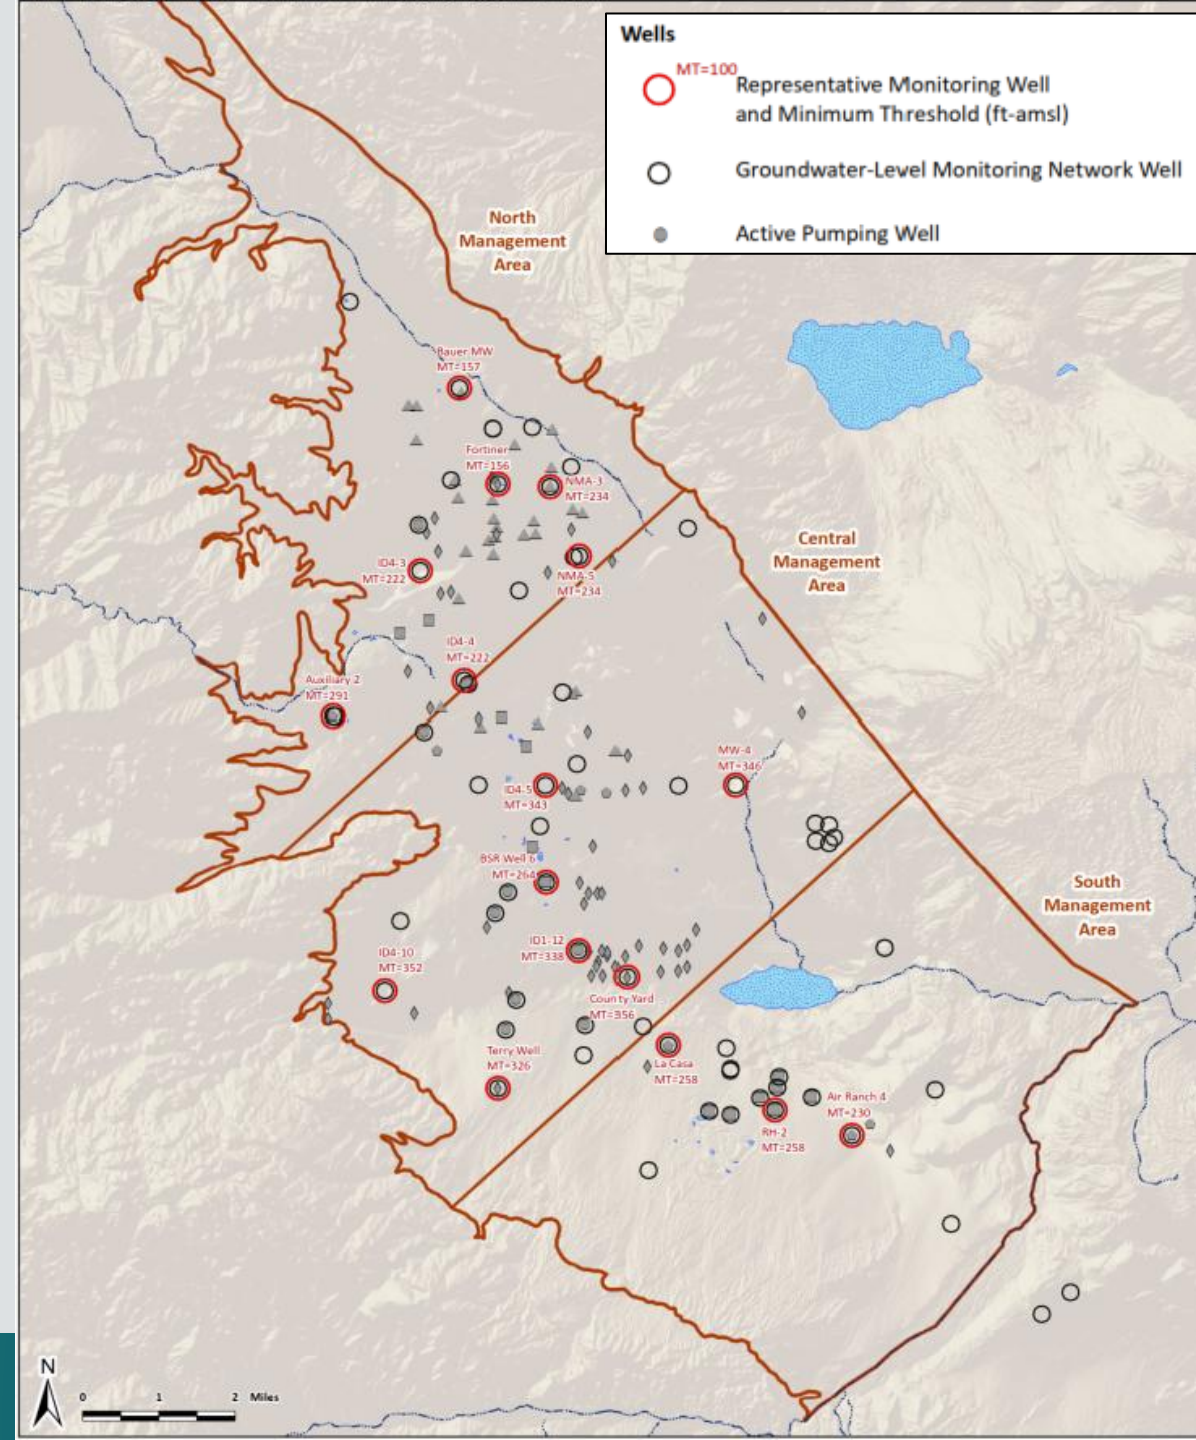 Wells
MT=100
Representative Monitoring Well
and Minimum Threshold (ft-amsl)
Groundwater-Level Monitoring Network Well
Active Pumping Well
North
Management
Area
Bauer MW
MT=157
Fortiner
MT=156
NMA-3
MT=234
Central
Management
Area
ID4-3
MT=222
NMA-5
MT=234
ID4-4
MT=222
Auxiliary 2
MT=291
MW-4
MT=346
ID4-5
MT=343
BSR Well 6
MT=264
South
Management
Area
ID1-12
MT=338
ID4-10
MT=352
County Yard
MT=356
Terry Well
MT=326
La Casa
MT=258
Air Ranch 4
MT=230
RH-2
MT=258
N
0 1 2 Miles